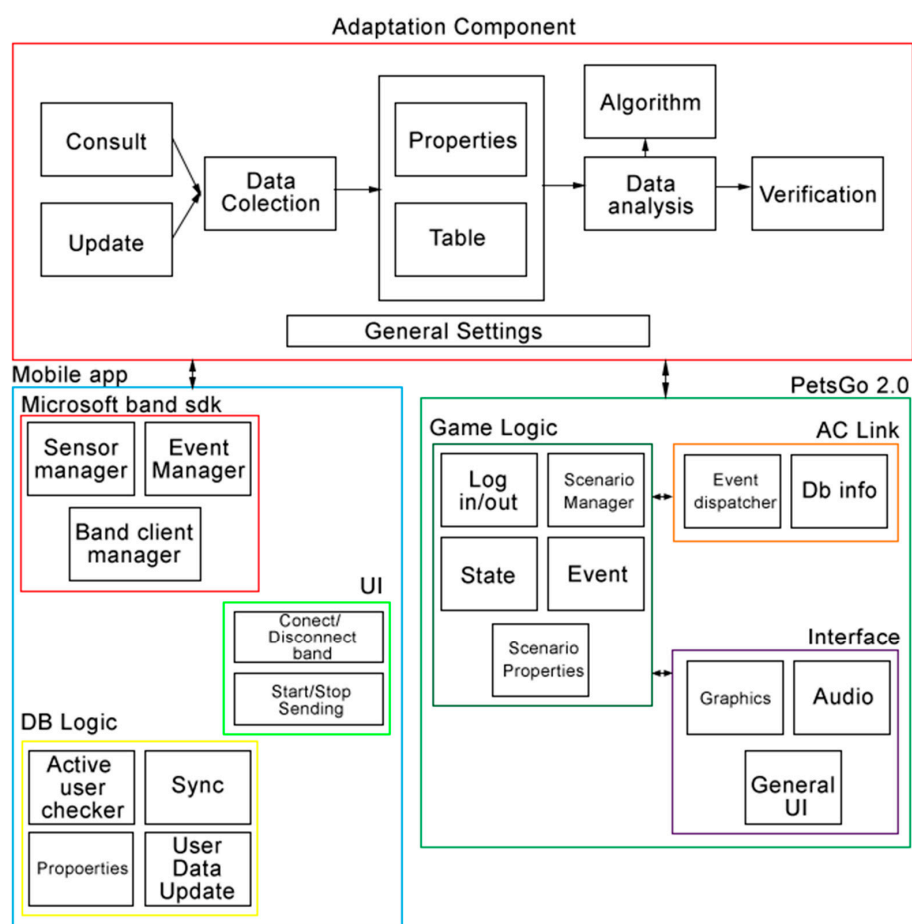 Adaptation Component
Consult
Update
Data
Colection
Properties
Table
Algorithm
Data
analysis
Verification
General Settings
Mobile app
Microsoft band sdk
Sensor
manager
Event
Manager
Band client
manager
UI
Conect/
Disconnect
band
Start/Stop
Sending
DB Logic
Active
user
checker
Sync
Propoerties
User
Data
Update
PetsGo 2.0
Game Logic
Log
in/out
Scenario
Manager
State
Event
Scenario
Properties
AC Link
Event
dispatcher
Db info
Interface
Graphics
Audio
General
UI